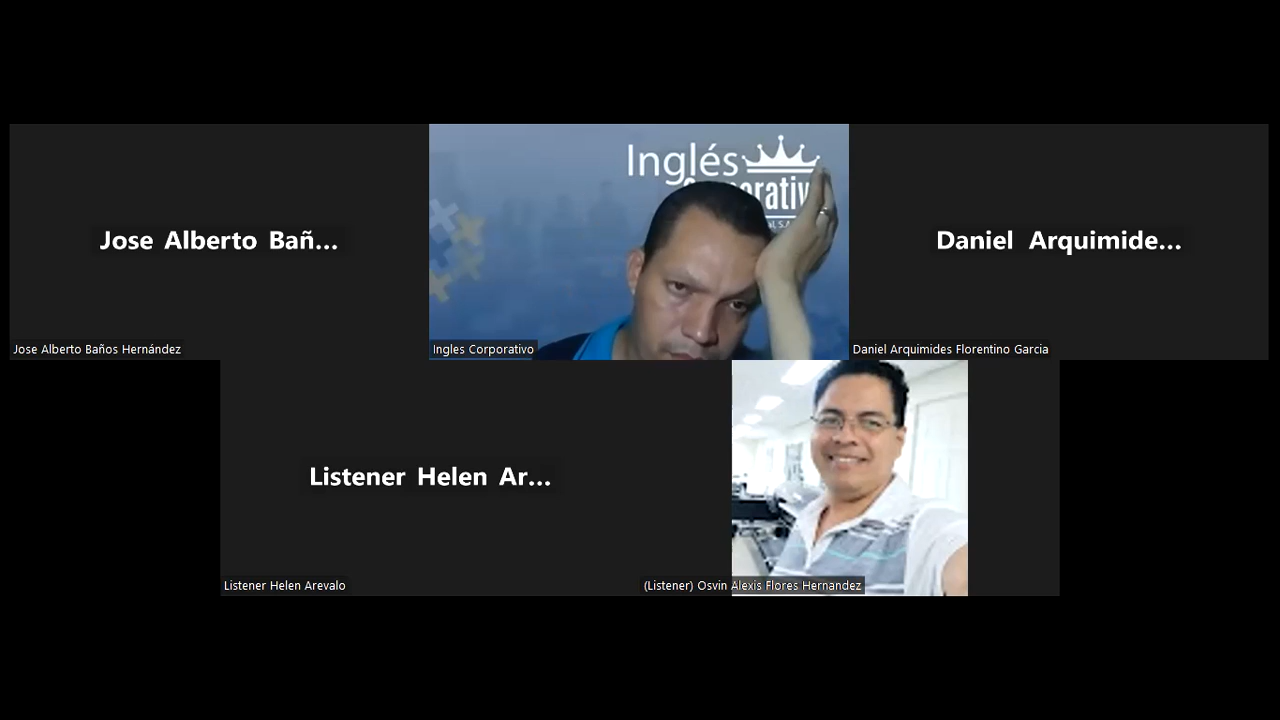 Jose Alberto Bañ...
Jose Alberto Baños Hernández
Inglés
Ingles Corporativo
Daniel Arquimide...
Daniel Arquimides Florentino Garcia
Listener Helen Ar...
Listener Helen Arevalo
(Listener) Osvin Alexis Flores Hernandez